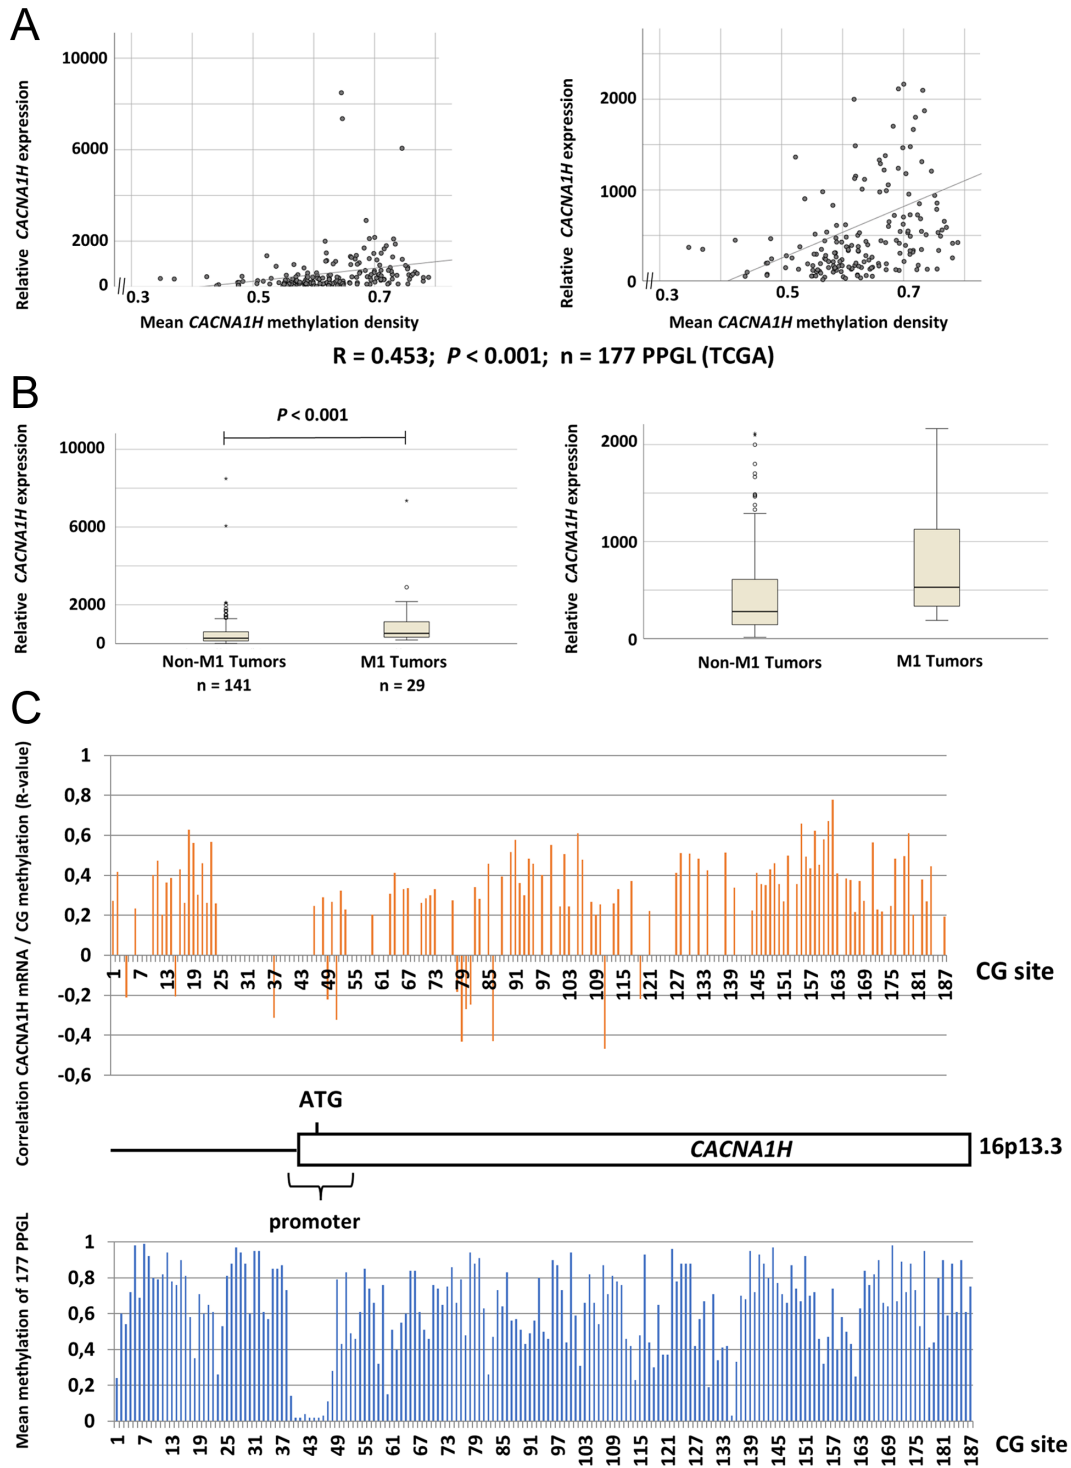 A
Relative CACNA1H expression
10000
6000
2000
0
0.3 0.5 0.7
Mean CACNA1H methylation density
Relative CACNA1H expression
2000
1000
0
0.3 0.5 0.7
Mean CACNA1H methylation density
R = 0.453; P < 0.001; n = 177 PPGL (TCGA)
B
Relative CACNA1H expression
P < 0.001
10000
6000
2000
0
Non-M1 Tumors M1 Tumors
n = 141 n = 29
Relative CACNA1H expression
2000
1000
0
Non-M1 Tumors M1 Tumors
C
Correlation CACNA1H mRNA / CG methylation (R-value)
1
0,8
0,6
0,4
0,2
0
-0,2
-0,4
-0,6
1 7 13 19 25 31 37 43 49 55 61 67 73 79 85 91 97 103 109 115 121 127 133 139 145 151 157 163 169 175 181 187
CG site
ATG
CACNA1H
16p13.3
promoter
Mean methylation of 177 PPGL
1
0,8
0,6
0,4
0,2
0
1 7 13 19 25 31 37 43 49 55 61 67 73 79 85 91 97 103 109 115 121 127 133 139 145 151 157 163 169 175 181 187
CG site